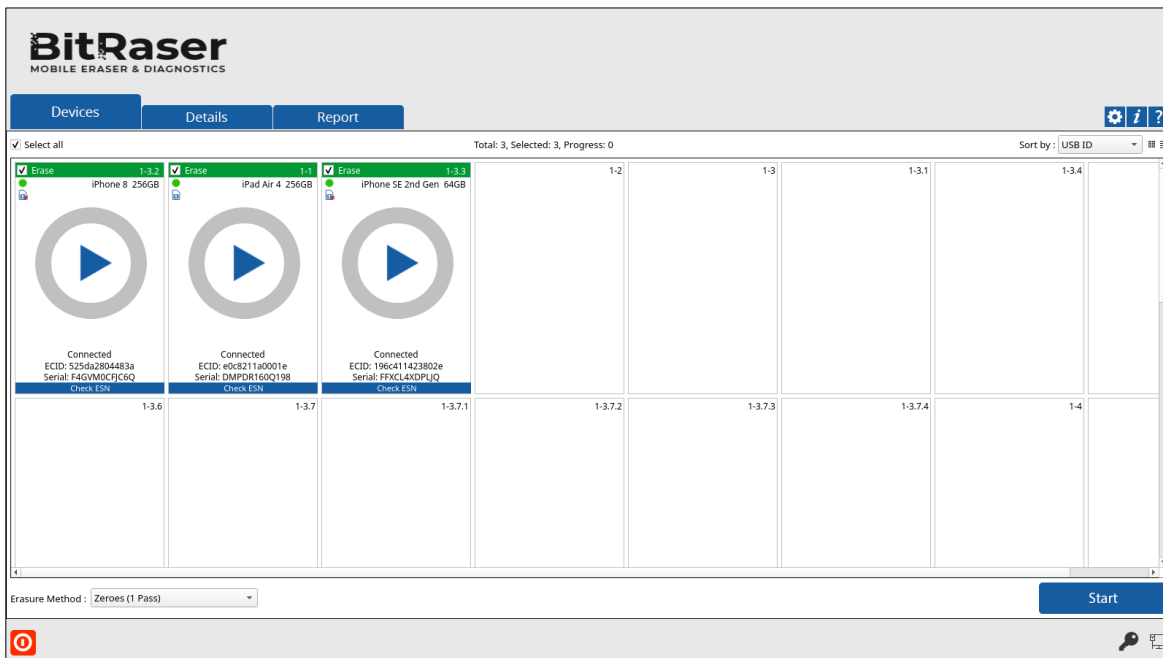 BitRaser
MOBILE ERASER & DIAGNOSTICS
Devices
Details
Report
i
?
Select all
Total: 3, Selected: 3, Progress: 0
Sort by : USB ID
Erase 1-3.2
iPhone 8 256GB
Connected
ECID: 525da2804483a
Serial: F4GVM0CFJC6Q
Check ESN
Erase 1-1
iPad Air 4 256GB
Connected
ECID: e0c8211a0001e
Serial: DMPDR160Q198
Check ESN
Erase 1-3.3
iPhone SE 2nd Gen 64GB
Connected
ECID: 196c411423802e
Serial: FFXCL4XDPLJQ
Check ESN
1-2
1-3
1-3.1
1-3.4
1-3.6
1-3.7
1-3.7.1
1-3.7.2
1-3.7.3
1-3.7.4
1-4
Erasure Method : Zeroes (1 Pass)
Start